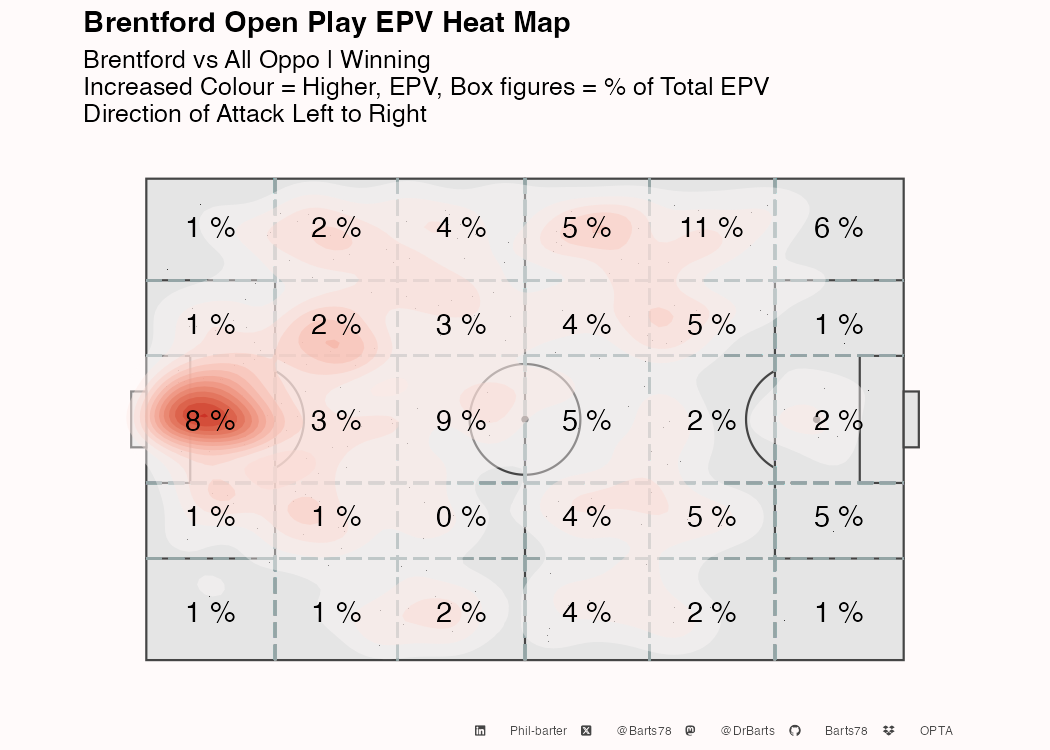 Brentford Open Play EPV Heat Map
Brentford vs All Oppo | Winning
Increased Colour = Higher, EPV, Box figures = % of Total EPV
Direction of Attack Left to Right
1 % 2 % 4 % 5 % 11 % 6 %
1 % 2 % 3 % 4 % 5 % 1 %
8 % 3 % 9 % 5 % 2 % 2 %
1 % 1 % 0 % 4 % 5 % 5 %
1 % 1 % 2 % 4 % 2 % 1 %
Phil-barter @Barts78 @DrBarts Barts78 OPTA